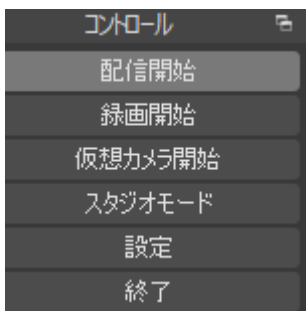 コントロール
配信開始
録画開始
仮想カメラ開始
スタジオモード
設定
終了